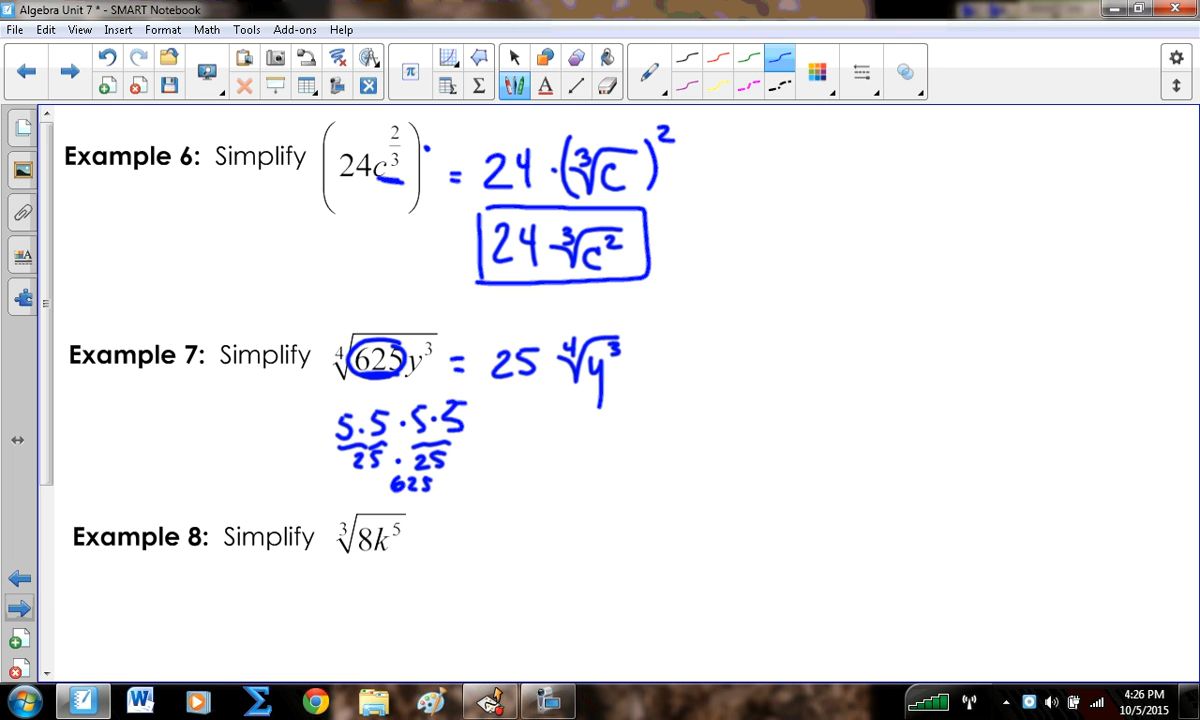 Algebra Unit 7 * - SMART Notebook
File Edit View Insert Format Math Tools Add-ons Help
Example 6: Simplify (24c^{2/3}) = 24 · (∛c)²
24 ∛c²
Example 7: Simplify ∜625y³ = 25 ∜y³
5 · 5 · 5 · 5
25 · 25
625
Example 8: Simplify ∛8k⁵
4:26 PM
10/5/2015